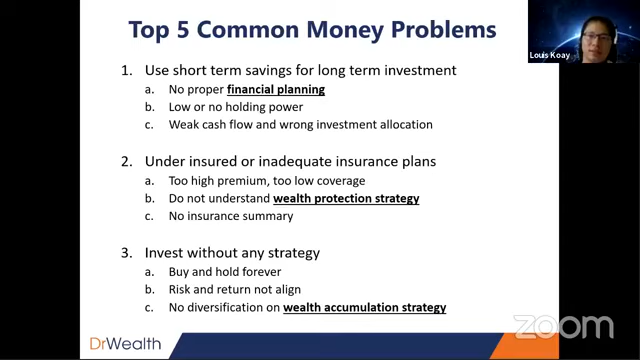 Top 5 Common Money Problems
Louis Koay
1. Use short term savings for long term investment
a. No proper financial planning
b. Low or no holding power
c. Weak cash flow and wrong investment allocation
2. Under insured or inadequate insurance plans
a. Too high premium, too low coverage
b. Do not understand wealth protection strategy
c. No insurance summary
3. Invest without any strategy
a. Buy and hold forever
b. Risk and return not align
c. No diversification on wealth accumulation strategy
DrWealth
zoom